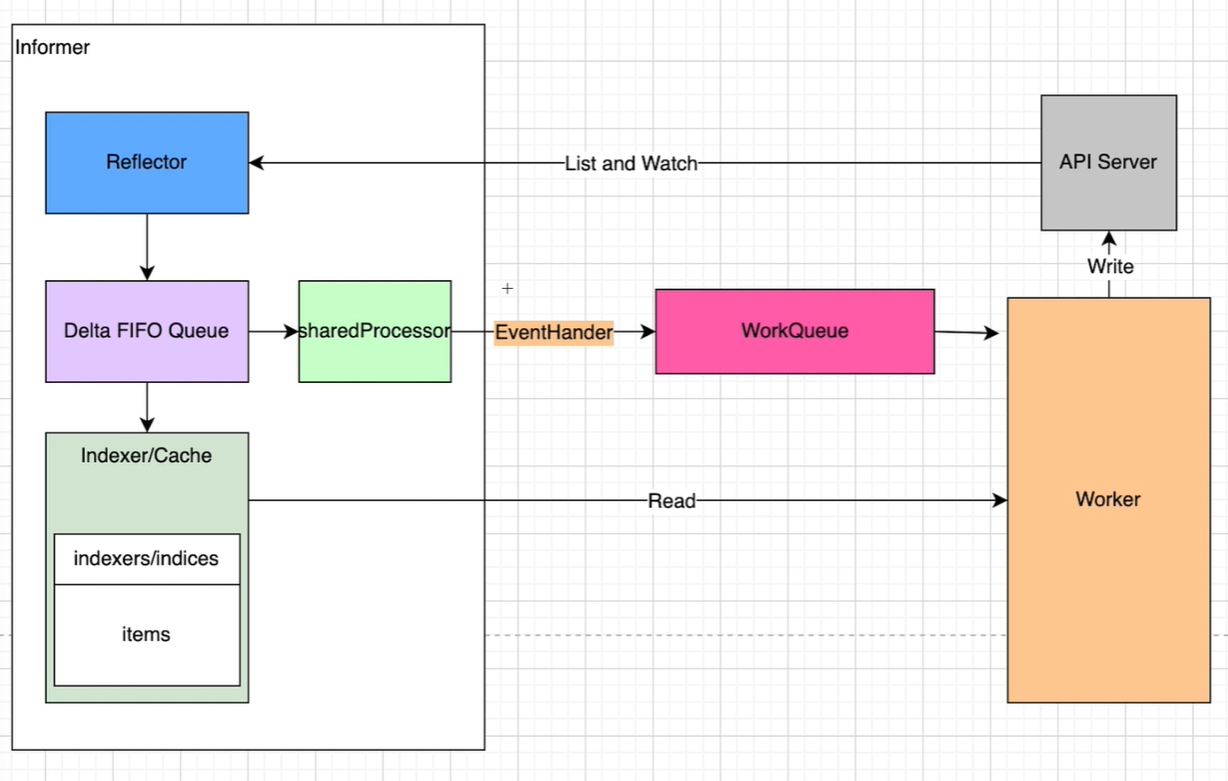 Informer
Reflector
List and Watch
API Server
Write
Delta FIFO Queue
sharedProcessor
EventHander
WorkQueue
Indexer/Cache
Read
Worker
indexers/indices
items